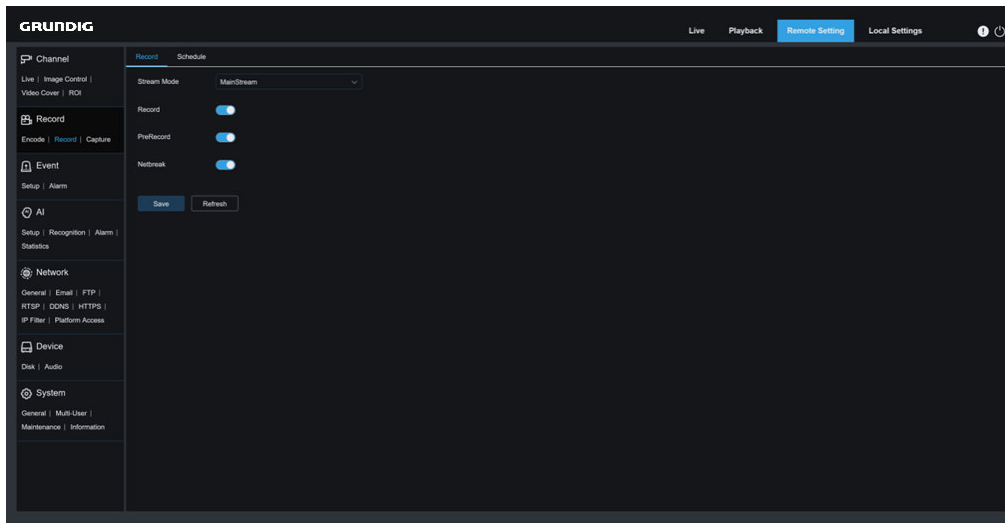 GRUNDIG
Live Playback Remote Setting Local Settings
Channel
Live | Image Control |
Video Cover | ROI
Record
Encode | Record | Capture
Event
Setup | Alarm
AI
Setup | Recognition | Alarm |
Statistics
Network
General | Email | FTP |
RTSP | DDNS | HTTPS |
IP Filter | Platform Access
Device
Disk | Audio
System
General | Multi-User |
Maintenance | Information
Record Schedule
Stream Mode MainStream
Record
PreRecord
Netbreak
Save Refresh